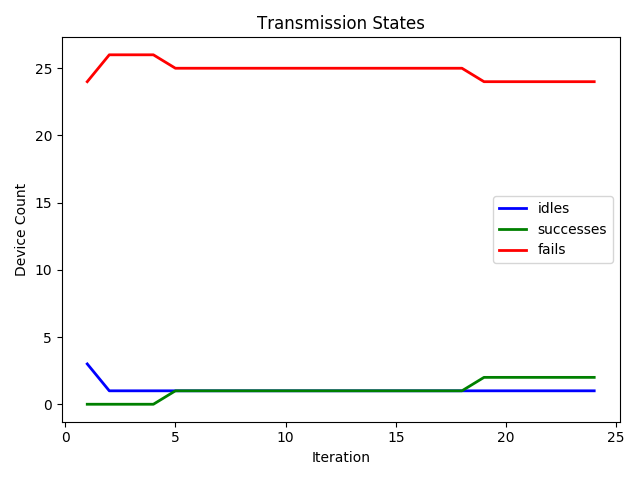 Transmission States
Device Count
25
20
15
10
5
0
idles
successes
fails
0 5 10 15 20 25
Iteration